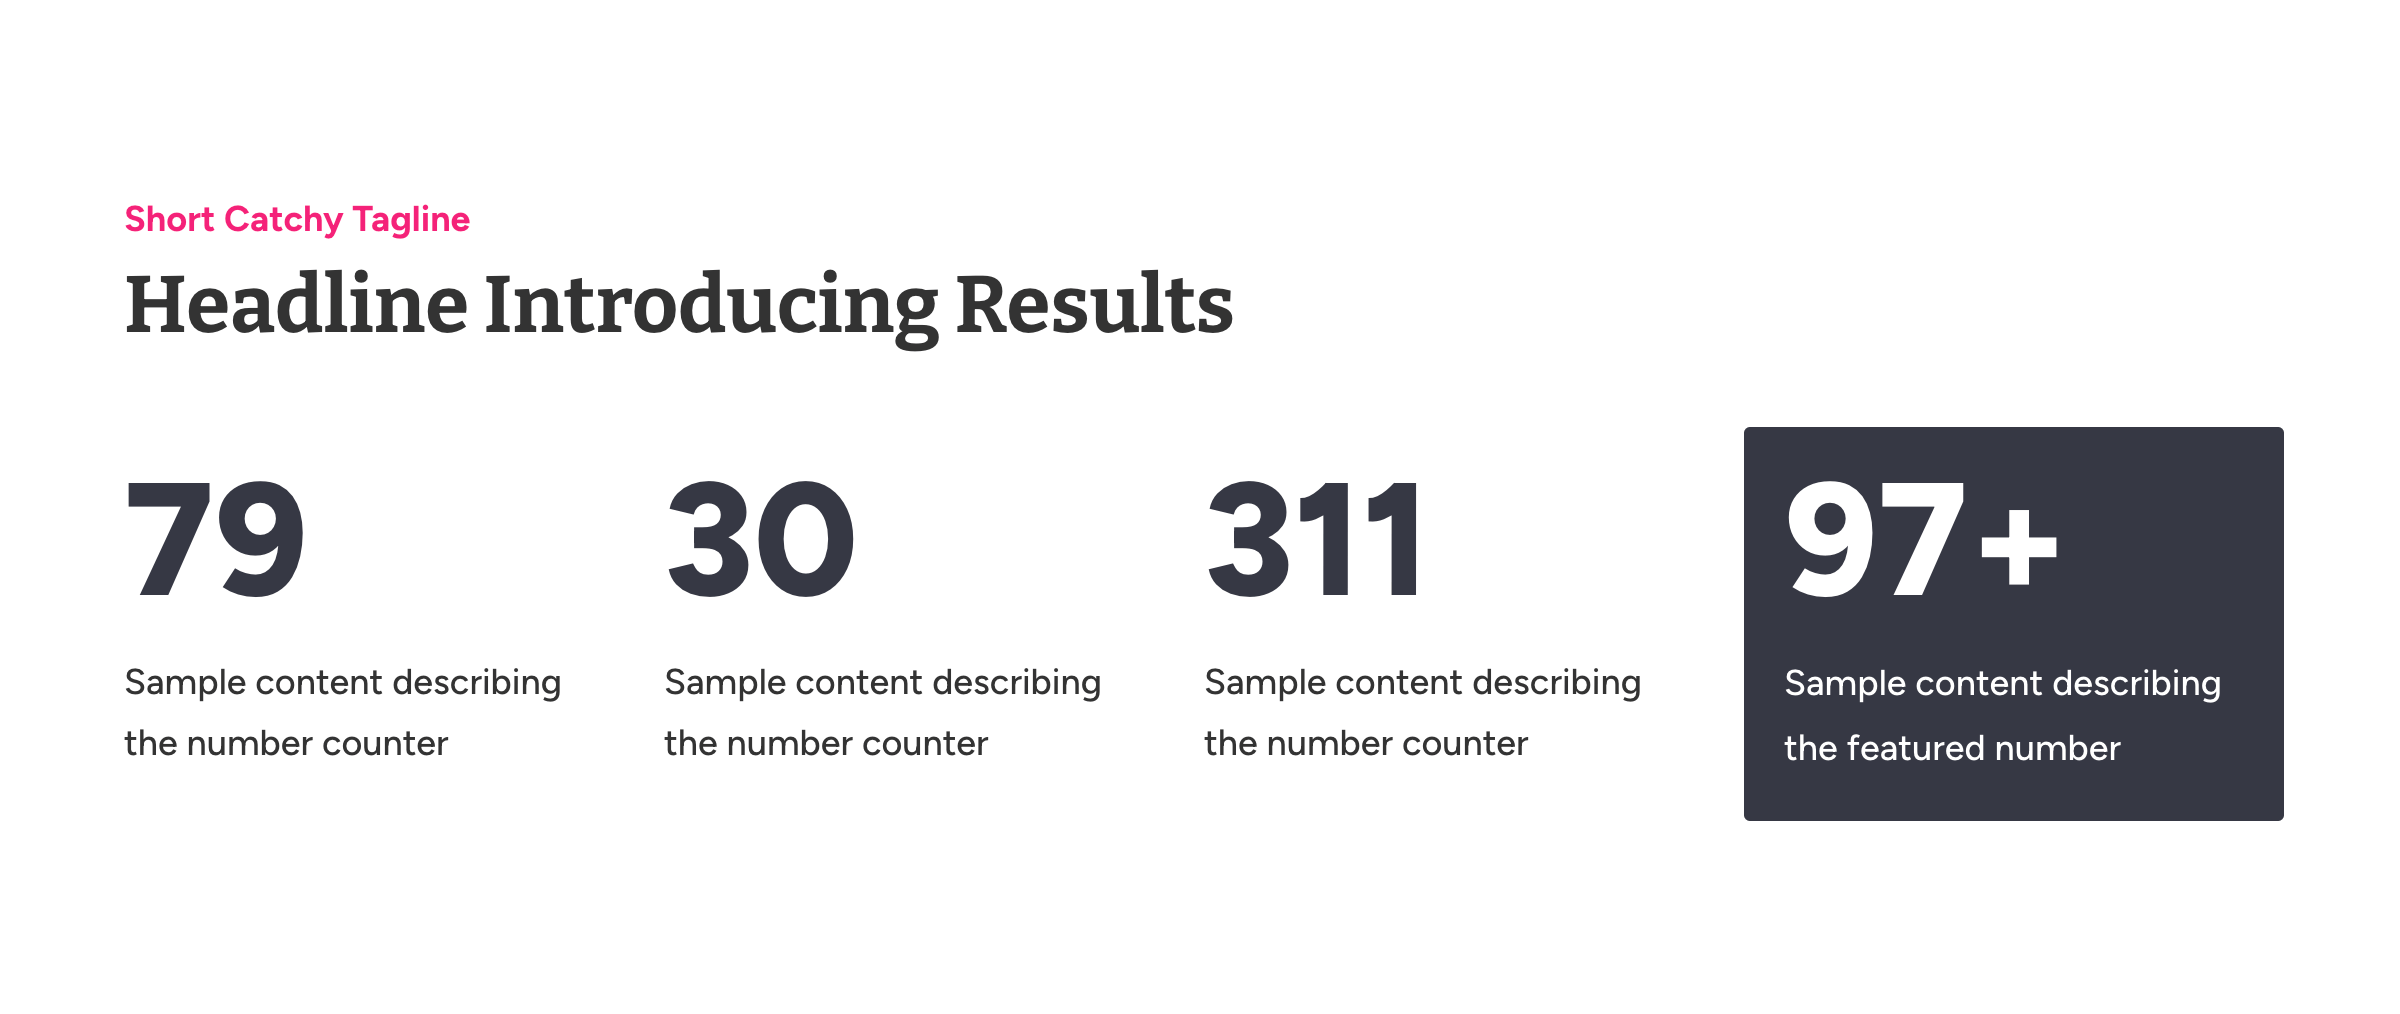 Short Catchy Tagline
Headline Introducing Results
79
Sample content describing
the number counter
30
Sample content describing
the number counter
311
Sample content describing
the number counter
97+
Sample content describing
the featured number